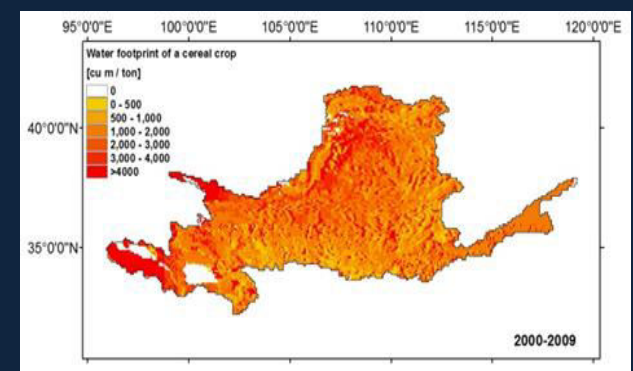 95°0'0"E 100°0'0"E 105°0'0"E 110°0'0"E 115°0'0"E 120°0'0"E
Water footprint of a cereal crop
[cu m / ton]
0
0 - 500
500 - 1,000
1,000 - 2,000
2,000 - 3,000
3,000 - 4,000
>4000
40°0'0"N
35°0'0"N
2000-2009